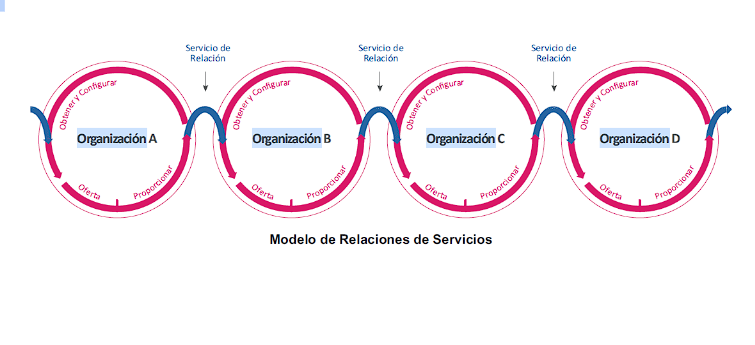 Servicio de
Relación
Servicio de
Relación
Servicio de
Relación
Obtener y Configurar
Organización A
Oferta
Proporcionar
Obtener y Configurar
Organización B
Oferta
Proporcionar
Obtener y Configurar
Organización C
Oferta
Proporcionar
Obtener y Configurar
Organización D
Oferta
Proporcionar
Modelo de Relaciones de Servicios